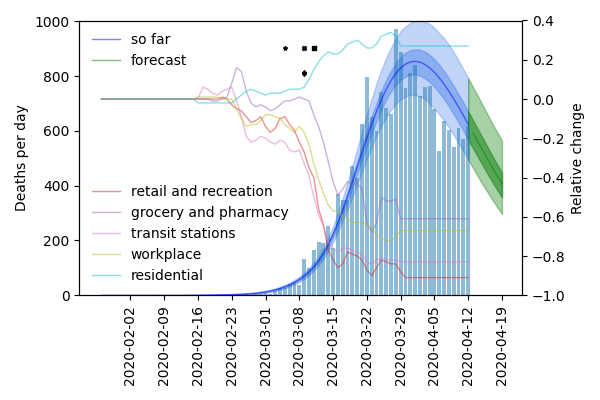 1000
800
600
400
200
0
Deaths per day
so far
forecast
retail and recreation
grocery and pharmacy
transit stations
workplace
residential
0.4
0.2
0.0
−0.2
−0.4
−0.6
−0.8
−1.0
Relative change
2020-02-02
2020-02-09
2020-02-16
2020-02-23
2020-03-01
2020-03-08
2020-03-15
2020-03-22
2020-03-29
2020-04-05
2020-04-12
2020-04-19